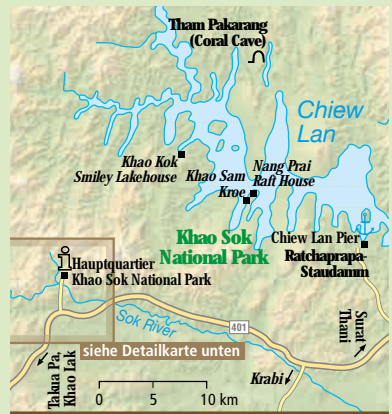 Tham Pakarang
(Coral Cave)
Chiew
Lan
Khao Kok
Smiley Lakehouse
Khao Sam
Kroe
Nang Prai
Raft House
Khao Sok
National Park
Chiew Lan Pier
Ratchaprapa-
Staudamm
Hauptquartier
Khao Sok National Park
Sok River
401
Surat
Thani
siehe Detailkarte unten
Takua Pa,
Khao Lak
0 5 10 km
Krabi